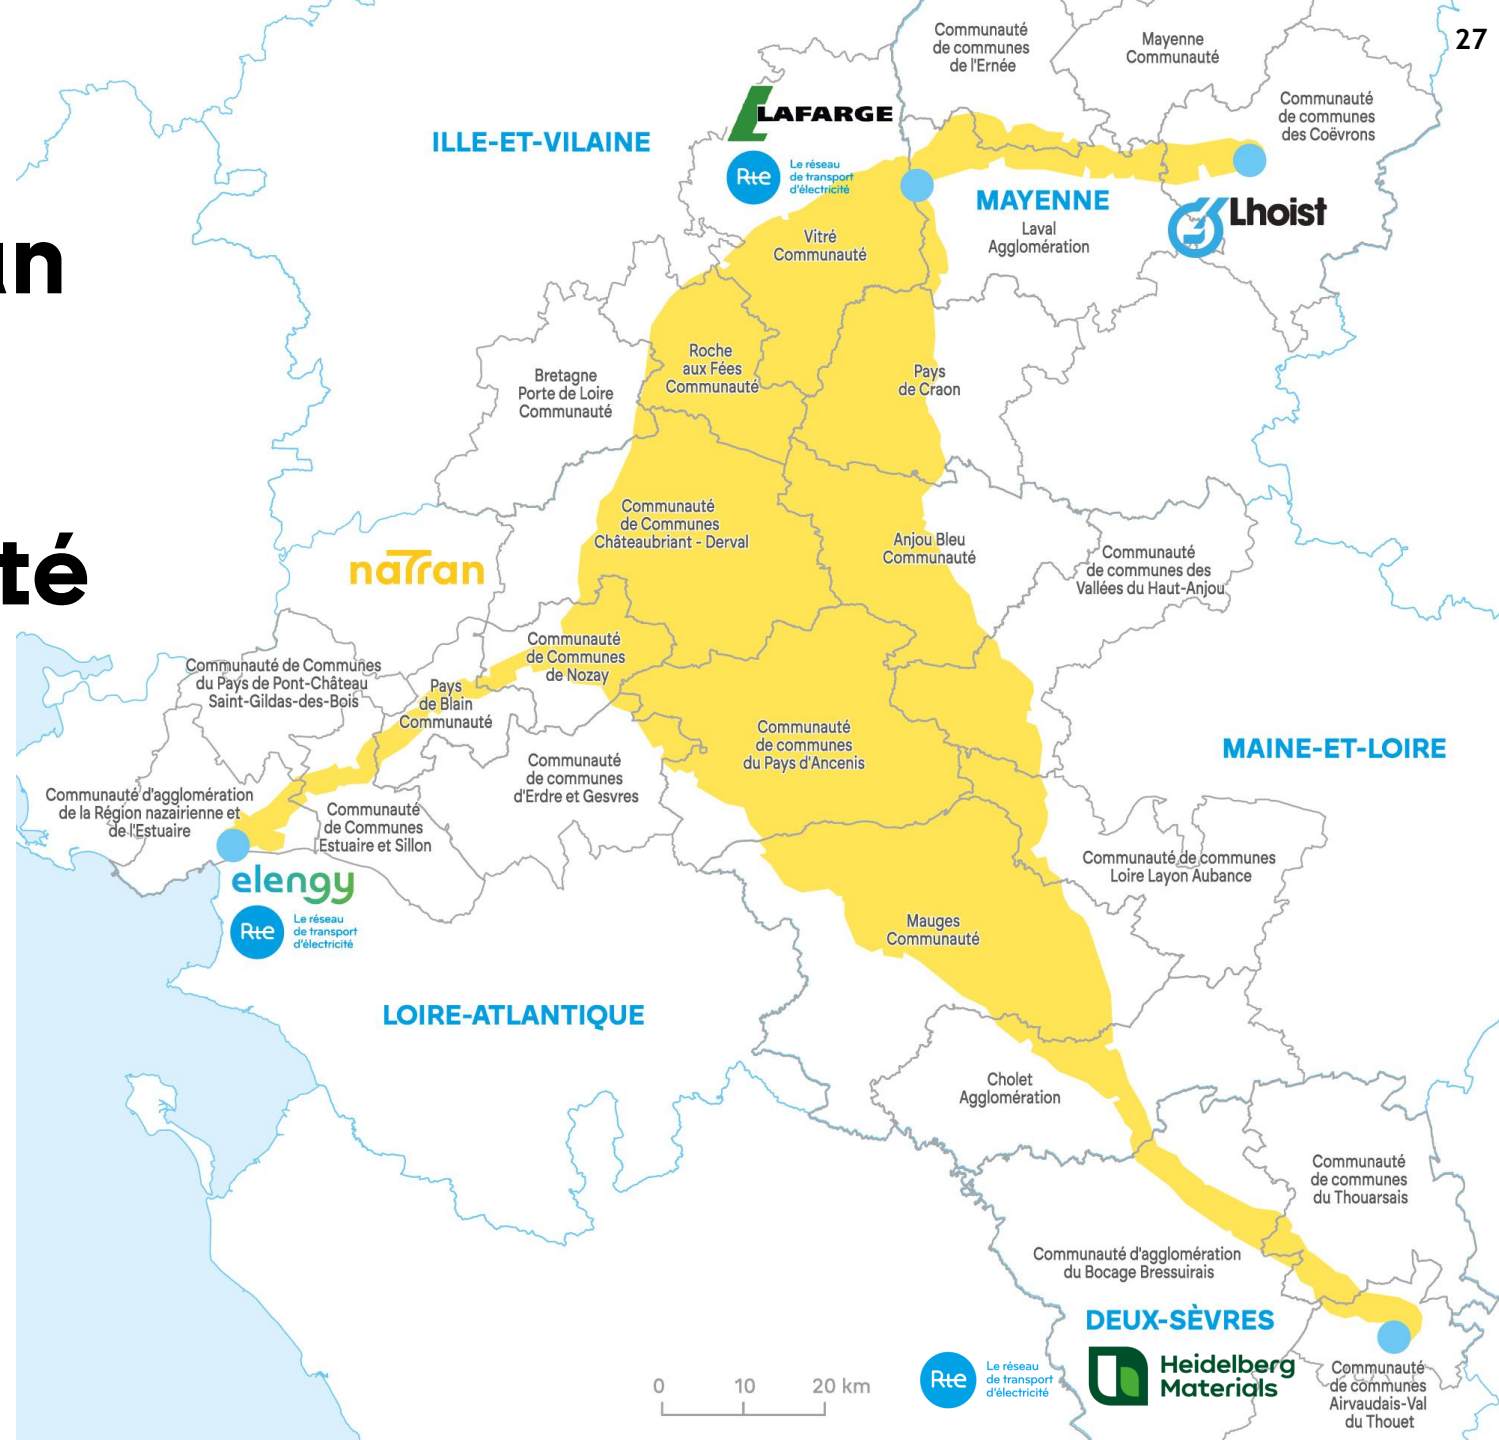 27
Communauté
de communes
de l'Ernée
Mayenne
Communauté
Communauté
de communes
des Coëvrons
LAFARGE
ILLE-ET-VILAINE
Rte
Le réseau
de transport
d'électricité
MAYENNE
Laval
Agglomération
Lhoist
Vitré
Communauté
Roche
aux Fées
Communauté
Bretagne
Porte de Loire
Communauté
Pays
de Craon
Communauté
de Communes
Châteaubriant - Derval
Anjou Bleu
Communauté
Communauté
de communes des
Vallées du Haut-Anjou
té
naTran
Communauté
de Communes
de Nozay
Communauté de Communes
du Pays de Pont-Château
Saint-Gildas-des-Bois
Pays
de Blain
Communauté
Communauté
de communes
du Pays d'Ancenis
MAINE-ET-LOIRE
Communauté
de communes
d'Erdre et Gesvres
Communauté d'agglomération
de la Région nazairienne et
de l'Estuaire
Communauté
de Communes
Estuaire et Sillon
Communauté de communes
Loire Layon Aubance
elengy
Rte
Le réseau
de transport
d'électricité
Mauges
Communauté
LOIRE-ATLANTIQUE
Cholet
Agglomération
Communauté
de communes
du Thouarsais
Communauté d'agglomération
du Bocage Bressuirais
DEUX-SÈVRES
Rte
Le réseau
de transport
d'électricité
Heidelberg
Materials
Communauté
de communes
Airvaudais-Val
du Thouet
0 10 20 km